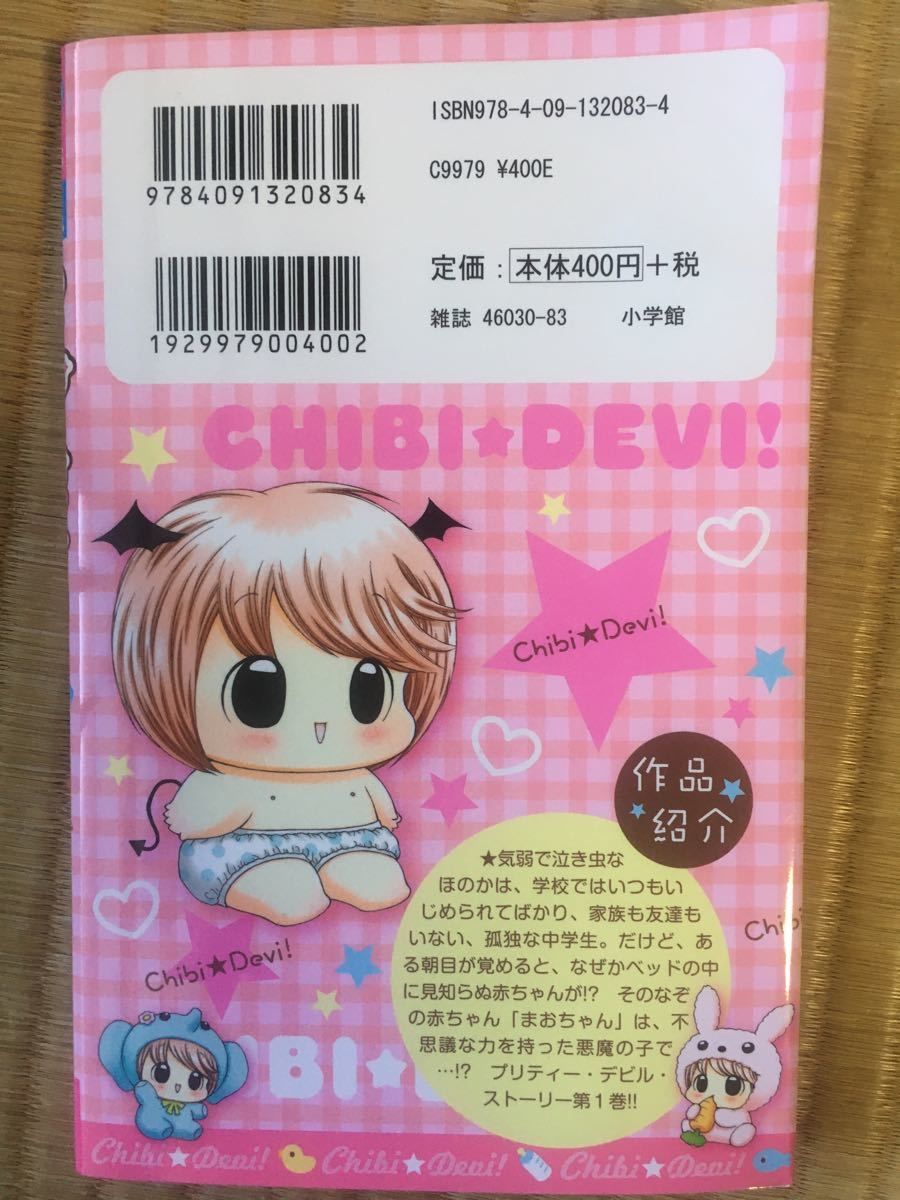 ISBN978-4-09-132083-4
9784091320834
C9979 ¥400E
定価：本体400円+税
1929979004002
雑誌 46030-83 小学館
CHIBI★DEVI!
Chibi★Devi!
作品
紹介
★気弱で泣き虫な
ほのかは、学校ではいつもい
じめられてばかり、家族も友達も
いない、孤独な中学生。だけど、あ
る朝目が覚めると、なぜかベッドの中
に見知らぬ赤ちゃんが!? そのなぞ
の赤ちゃん「まおちゃん」は、不
思議な力を持った悪魔の子で
…!? プリティー・デビル・
ストーリー第1巻!!
Chibi
Chibi★Devi!
BI★
Chibi★Devi! Chibi★Devi! Chibi★Devi!